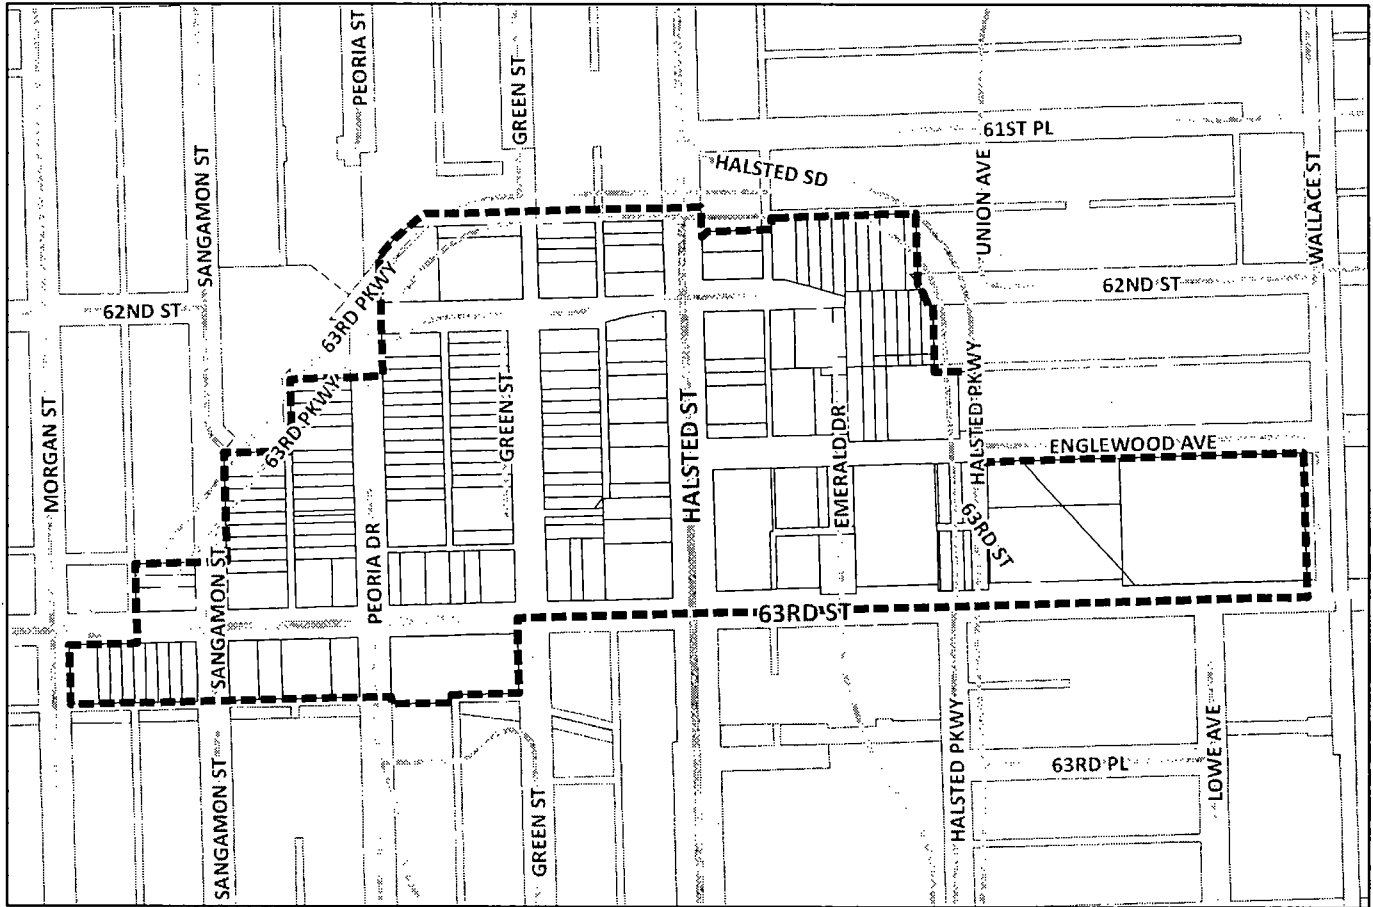 PEORIA ST
GREEN ST
61ST PL
SANGAMON ST
HALSTED SD
UNION AVE
WALLACE ST
62ND ST
62ND ST
63RD PKWY
63RD PKWY
MORGAN ST
GREEN ST
HALSTED ST
EMERALD DR
HALSTED PKWY
ENGLEWOOD AVE
63RD ST
PEORIA DR
SANGAMON ST
63RD ST
SANGAMON ST
GREEN ST
HALSTED PKWY
63RD PL
LOWE AVE